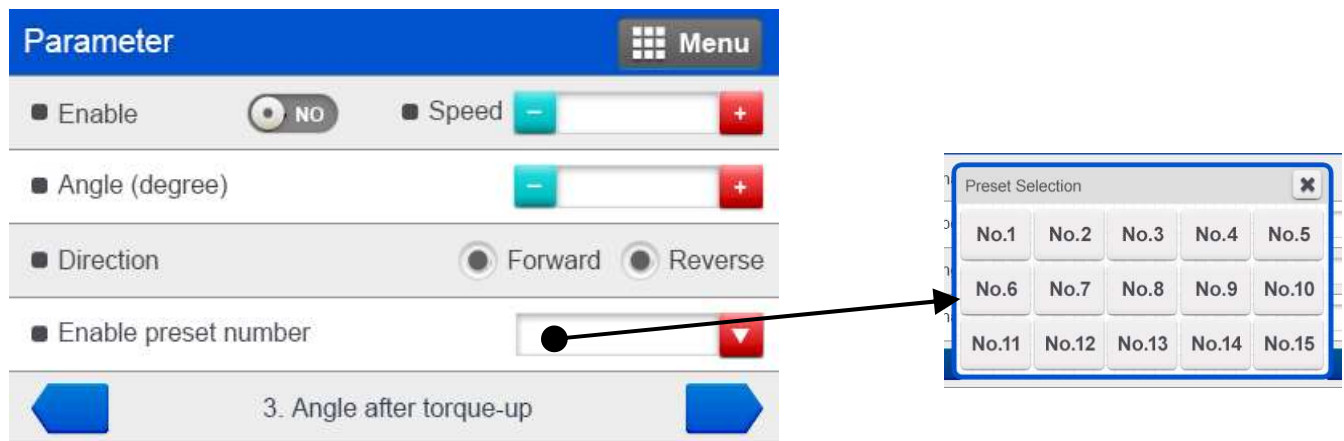 Parameter
Menu
Enable NO Speed - +
Angle (degree) - +
Direction Forward Reverse
Enable preset number
3. Angle after torque-up
Preset Selection
No.1 No.2 No.3 No.4 No.5
No.6 No.7 No.8 No.9 No.10
No.11 No.12 No.13 No.14 No.15